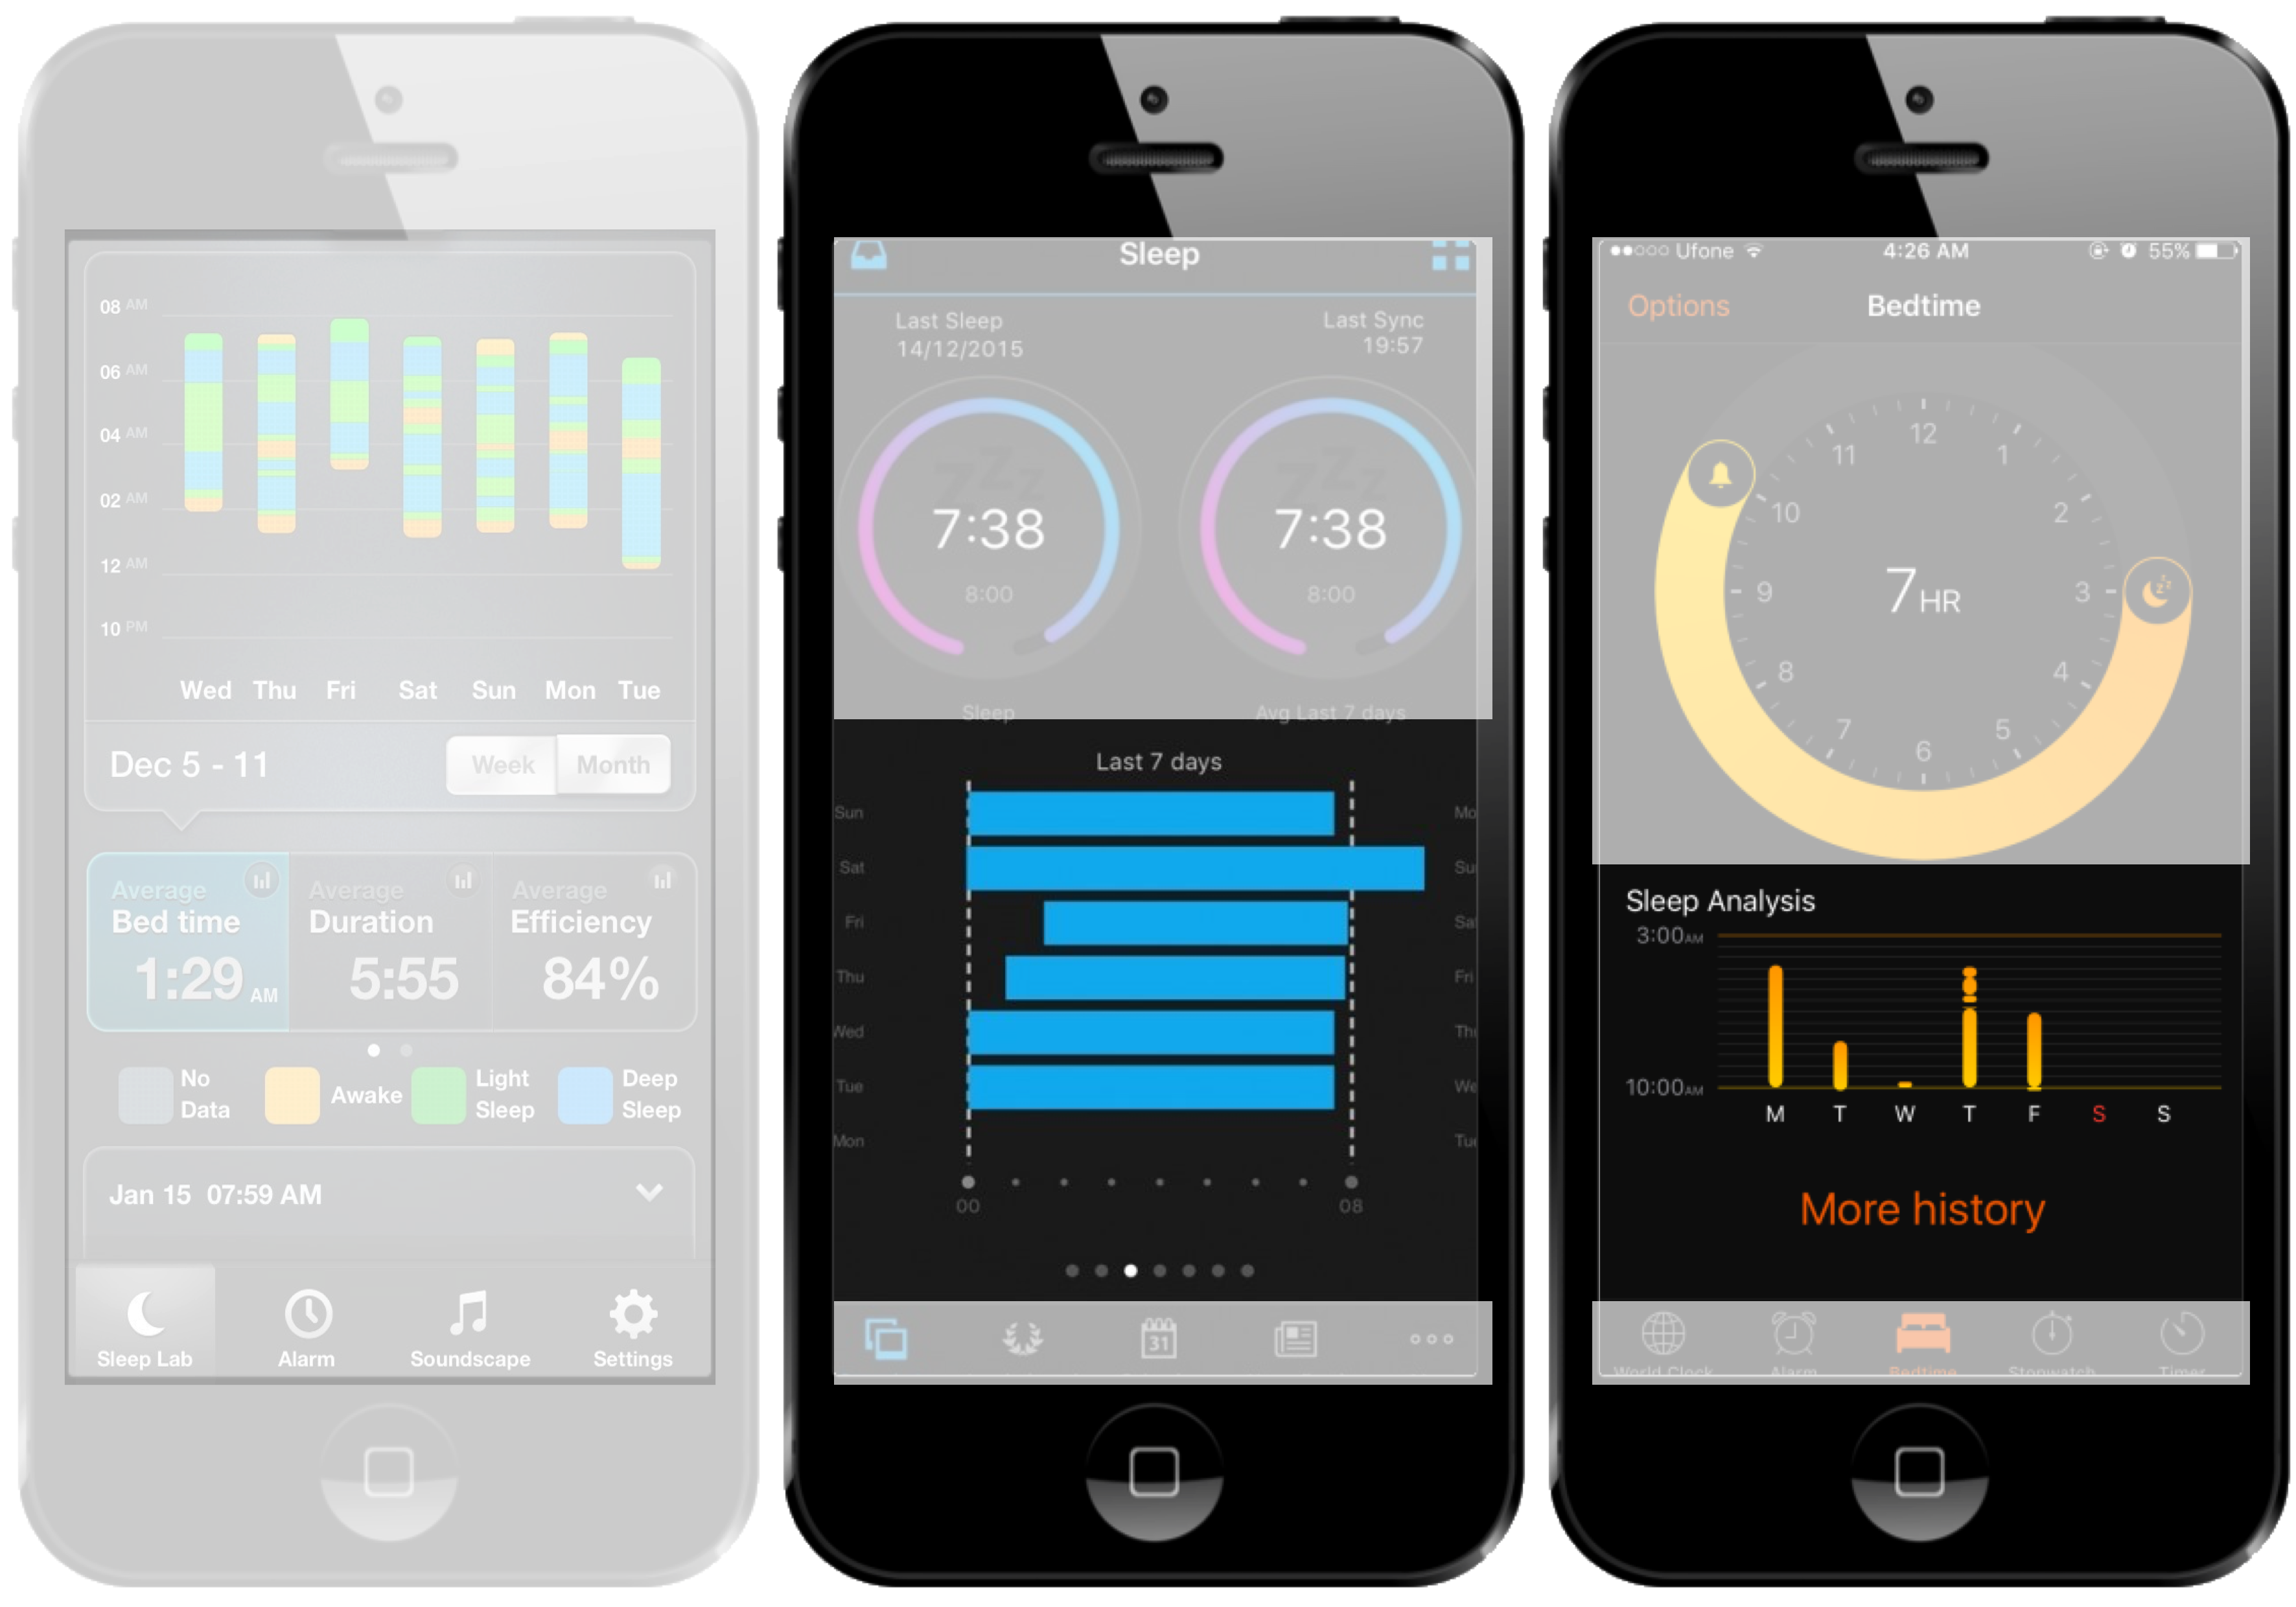 08 AM
06 AM
04 AM
02 AM
12 AM
10 PM
Wed Thu Fri Sat Sun Mon Tue
Dec 5 - 11
Week Month
Average
Bed time
1:29 AM
Average
Duration
5:55
Average
Efficiency
84%
No
Data
Awake
Light
Sleep
Deep
Sleep
Jan 15 07:59 AM
Sleep Lab Alarm Soundscape Settings
Sleep
Last Sleep
14/12/2015
Last Sync
19:57
zzz
7:38
8:00
Sleep
zzz
7:38
8:00
Avg Last 7 days
Last 7 days
Sun Mo
Sat Su
Fri Sa
Thu Fri
Wed Th
Tue We
Mon Tu
00 08
31
Ufone 4:26 AM 55%
Options Bedtime
12
11 1
10 2
9 3
8 4
7 5
6
7 HR
zzz
Sleep Analysis
3:00AM
10:00AM
M T W T F S S
More history
World Clock Alarm Bedtime Stopwatch Timer